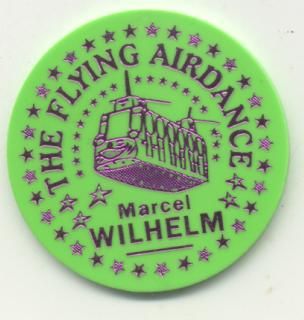 THE FLYING AIRDANCE
Marcel
WILHELM